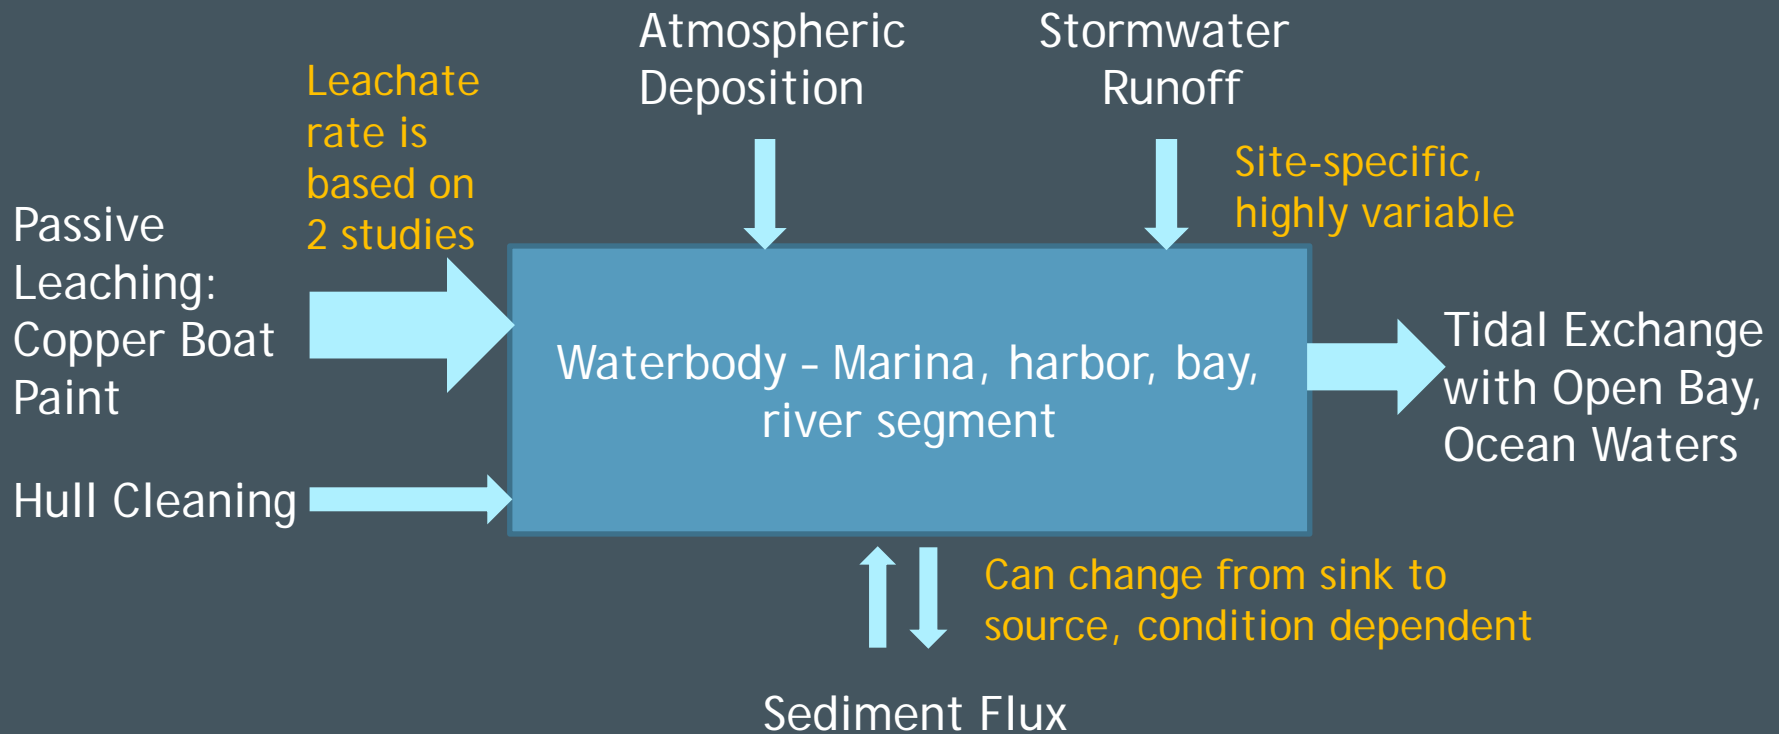 Atmospheric
Deposition
Stormwater
Runoff
Leachate
rate is
based on
2 studies
Site-specific,
highly variable
Passive
Leaching:
Copper Boat
Paint
Waterbody – Marina, harbor, bay,
river segment
Tidal Exchange
with Open Bay,
Ocean Waters
Hull Cleaning
Can change from sink to
source, condition dependent
Sediment Flux